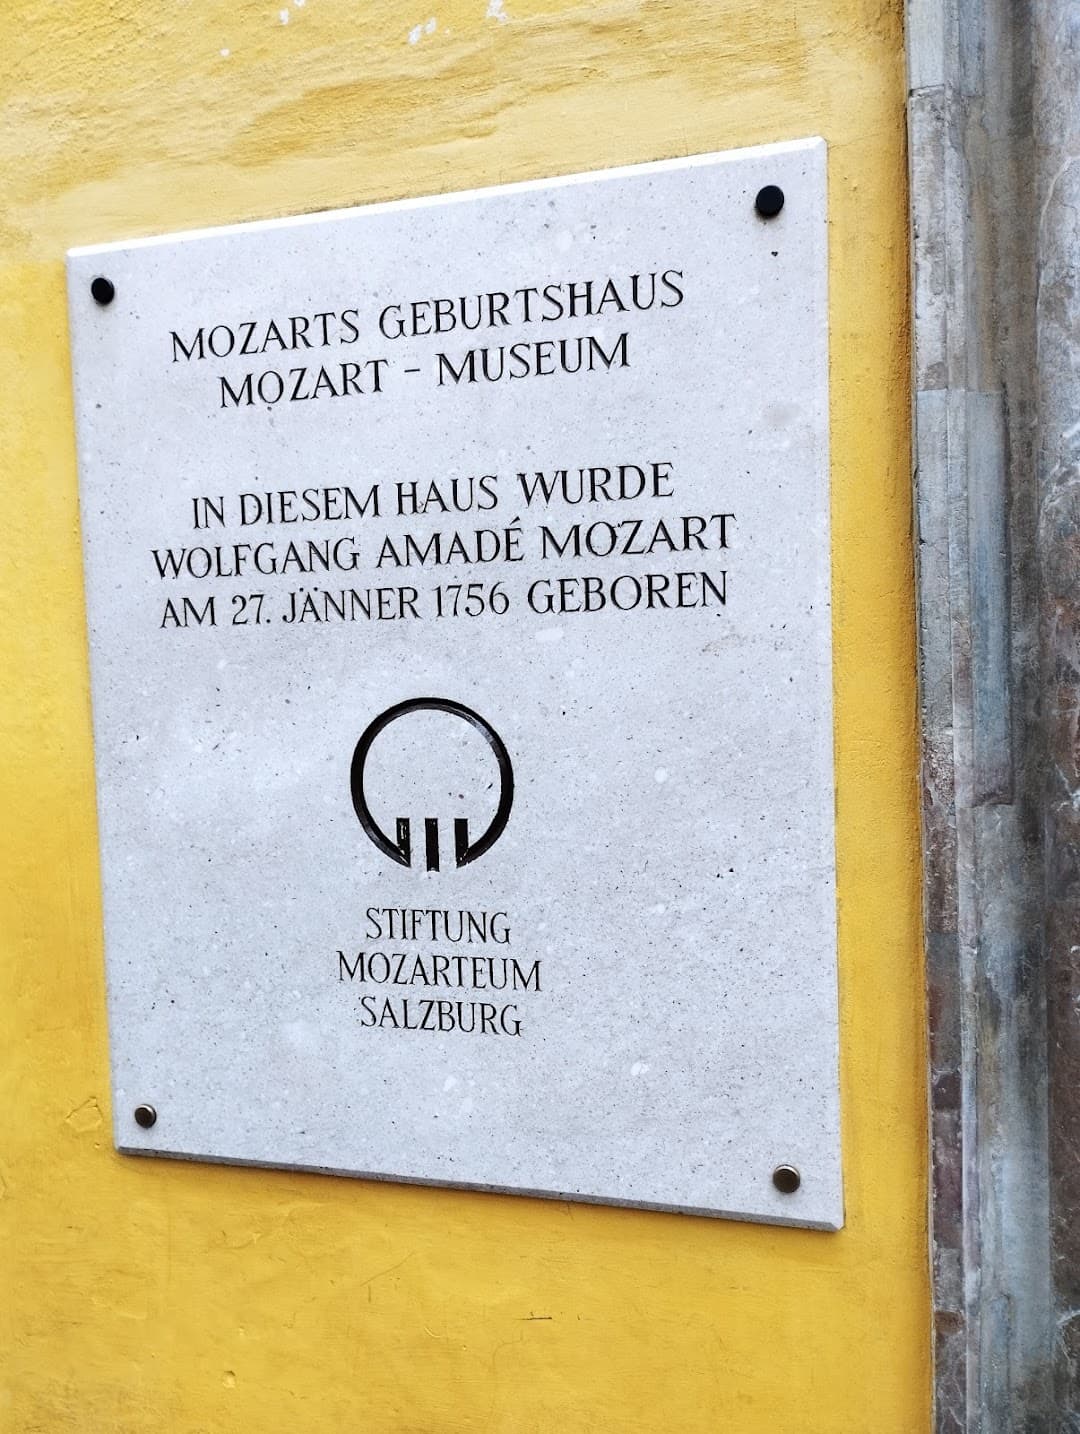 MOZARTS GEBURTSHAUS
MOZART - MUSEUM
IN DIESEM HAUS WURDE
WOLFGANG AMADÉ MOZART
AM 27. JÄNNER 1756 GEBOREN
STIFTUNG
MOZARTEUM
SALZBURG